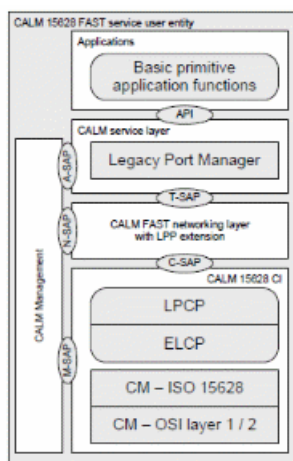 CALM 15628 FAST service user entity
Applications
Basic primitive
application functions
API
CALM service layer
Legacy Port Manager
A-SAP
T-SAP
N-SAP
CALM FAST networking layer
with LPP extension
C-SAP
CALM Management
CALM 15628 CI
LPCP
ELCP
M-SAP
CM – ISO 15628
CM – OSI layer 1 / 2